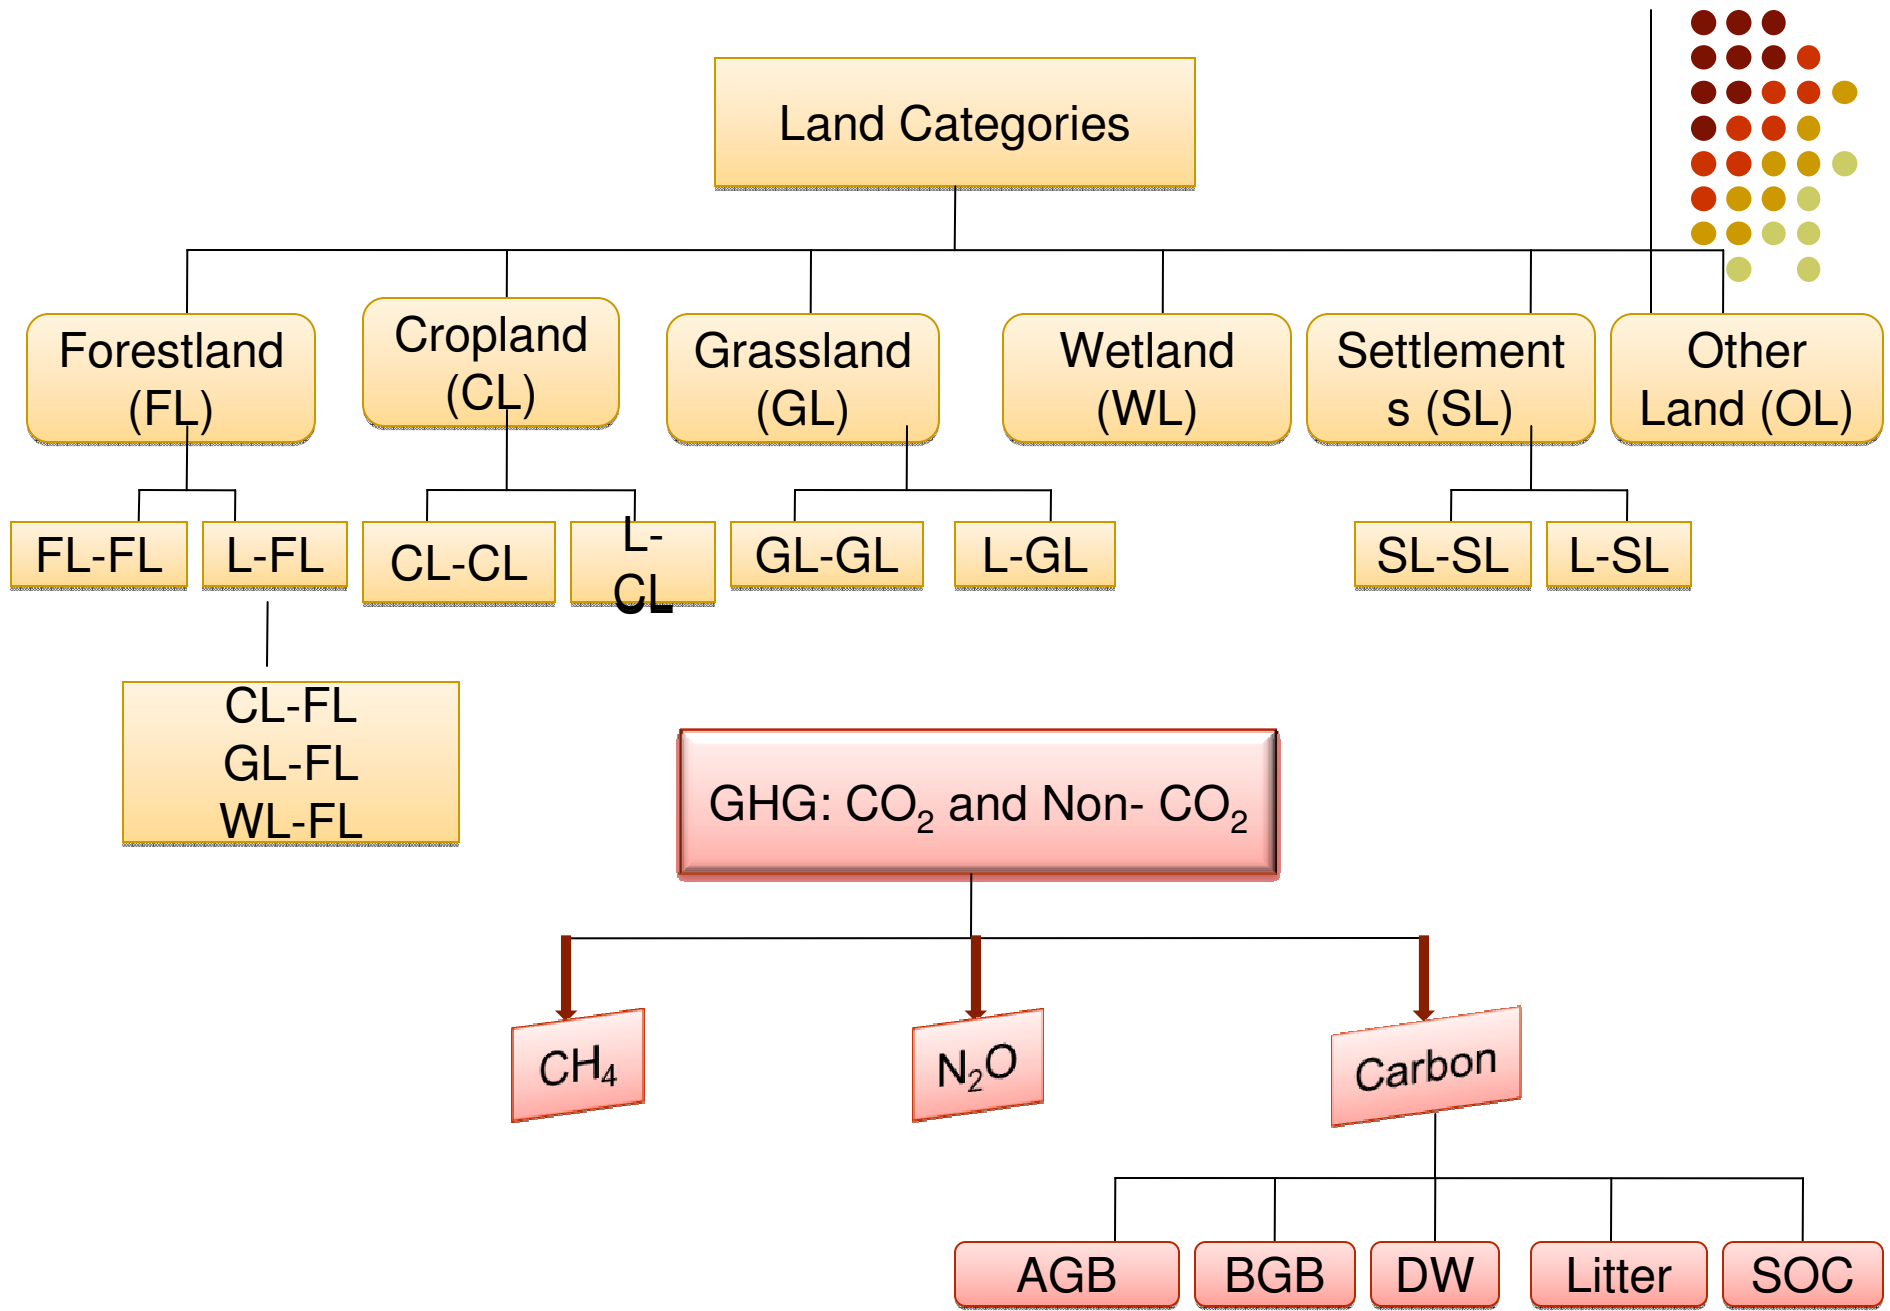 Land Categories
Forestland
(FL)
Cropland
(CL)
Grassland
(GL)
Wetland
(WL)
Settlement
s (SL)
Other
Land (OL)
FL-FL
L-FL
CL-CL
L-
CL
GL-GL
L-GL
SL-SL
L-SL
CL-FL
GL-FL
WL-FL
GHG: CO₂ and Non- CO₂
CH₄
N₂O
Carbon
AGB
BGB
DW
Litter
SOC